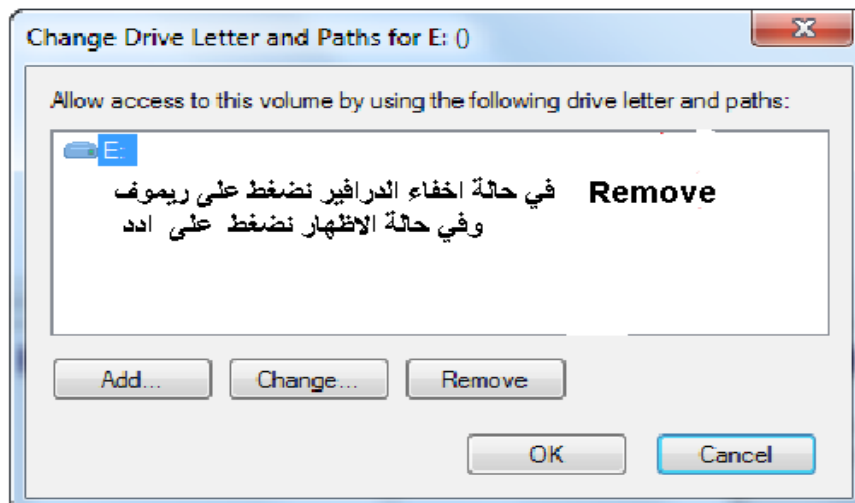 Change Drive Letter and Paths for E: ()
Allow access to this volume by using the following drive letter and paths:
E:
في حالة اخفاء الدرافير نضغط على ريموف Remove
وفي حالة الاظهار نضغط على ادد
Add... Change... Remove
OK Cancel